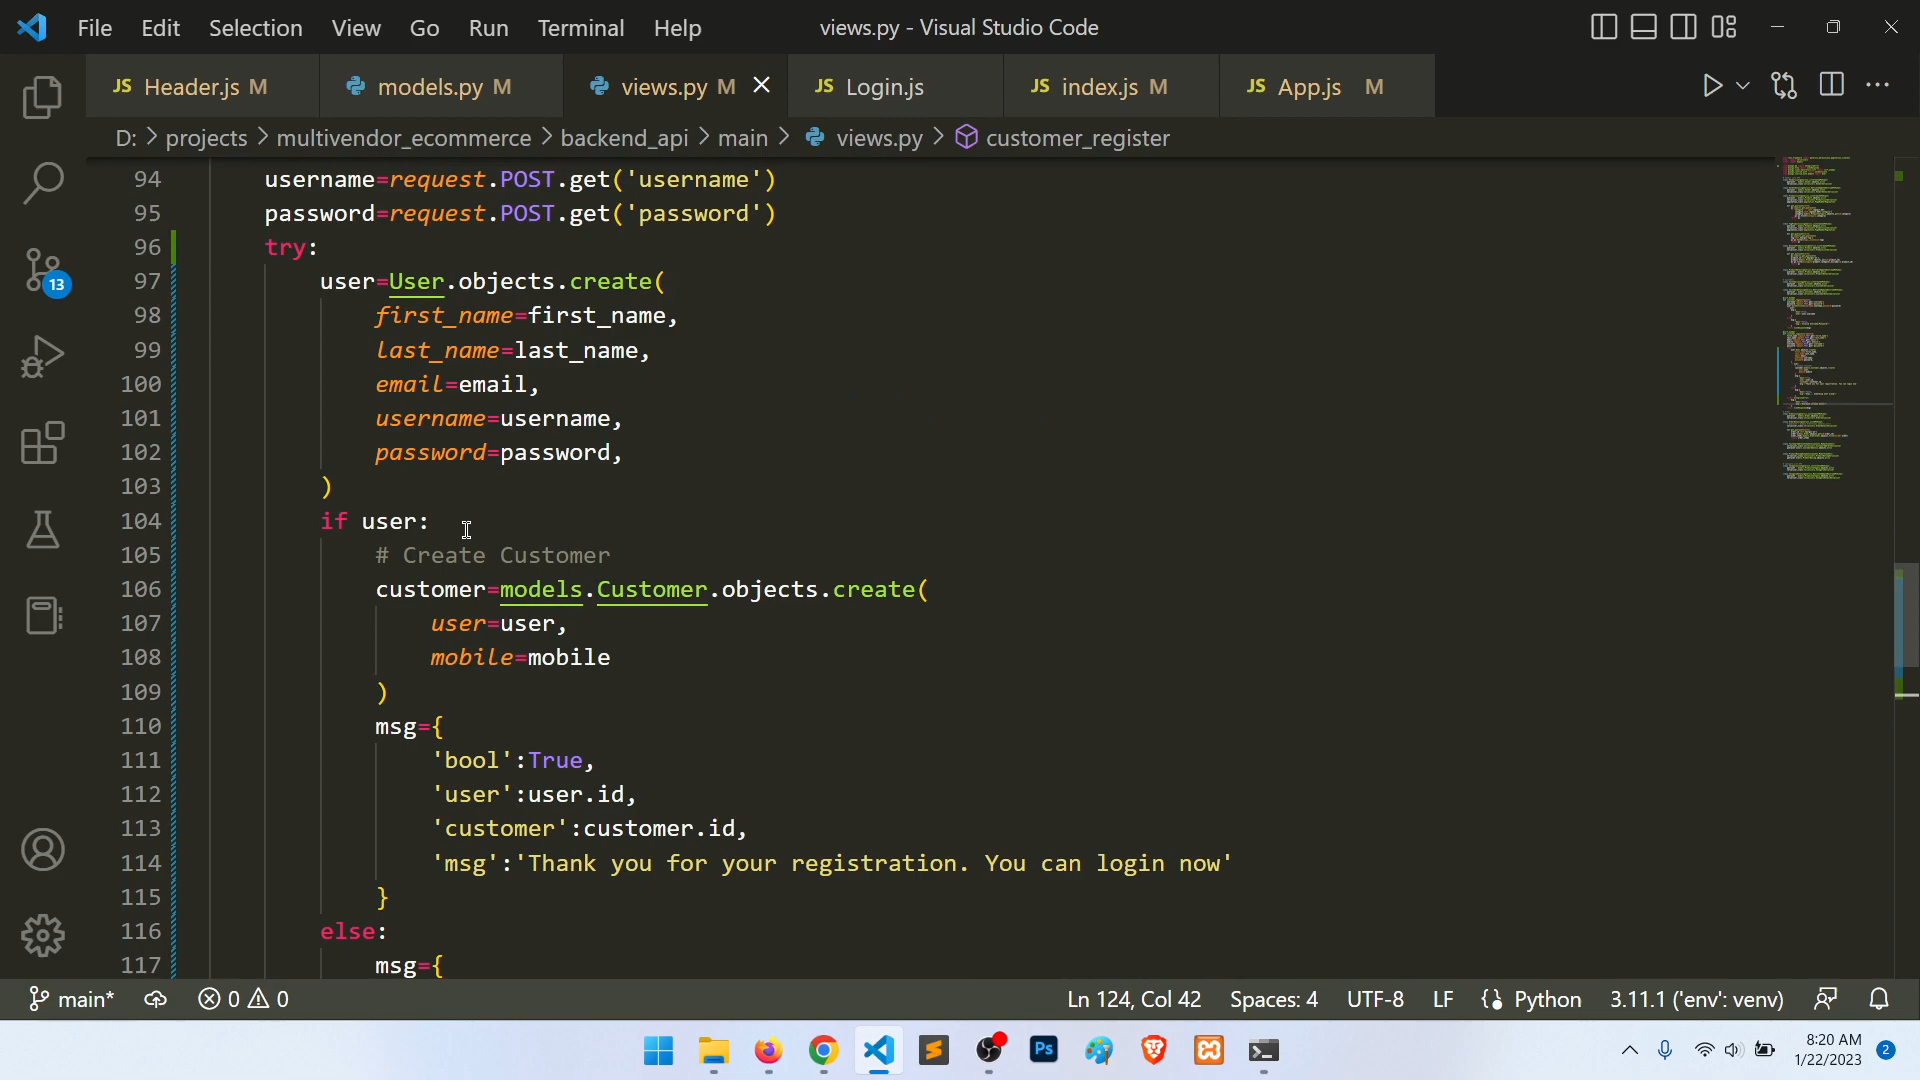 File Edit Selection View Go Run Terminal Help
views.py - Visual Studio Code
JS Header.js M
models.py M
views.py M
JS Login.js
JS index.js M
JS App.js M
D: > projects > multivendor_ecommerce > backend_api > main > views.py > customer_register
94 username=request.POST.get('username')
95 password=request.POST.get('password')
96 try:
97 user=User.objects.create(
98 first_name=first_name,
99 last_name=last_name,
100 email=email,
101 username=username,
102 password=password,
103 )
104 if user:
105 # Create Customer
106 customer=models.Customer.objects.create(
107 user=user,
108 mobile=mobile
109 )
110 msg={
111 'bool':True,
112 'user':user.id,
113 'customer':customer.id,
114 'msg':'Thank you for your registration. You can login now'
115 }
116 else:
117 msg={
13
main* 0 0 Ln 124, Col 42 Spaces: 4 UTF-8 LF Python 3.11.1 ('env': venv)
Ps
8:20 AM
1/22/2023
2